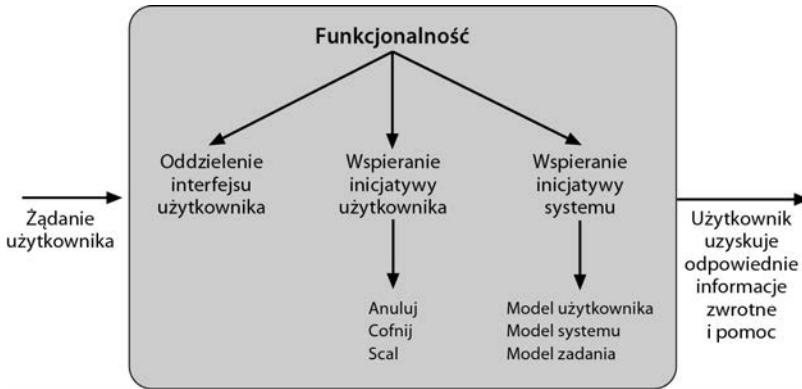 Funkcjonalność
Oddzielenie
interfejsu
użytkownika
Wspieranie
inicjatywy
użytkownika
Wspieranie
inicjatywy
systemu
Żądanie
użytkownika
Użytkownik
uzyskuje
odpowiednie
informacje
zwrotne
i pomoc
Anuluj
Cofnij
Scal
Model użytkownika
Model systemu
Model zadania